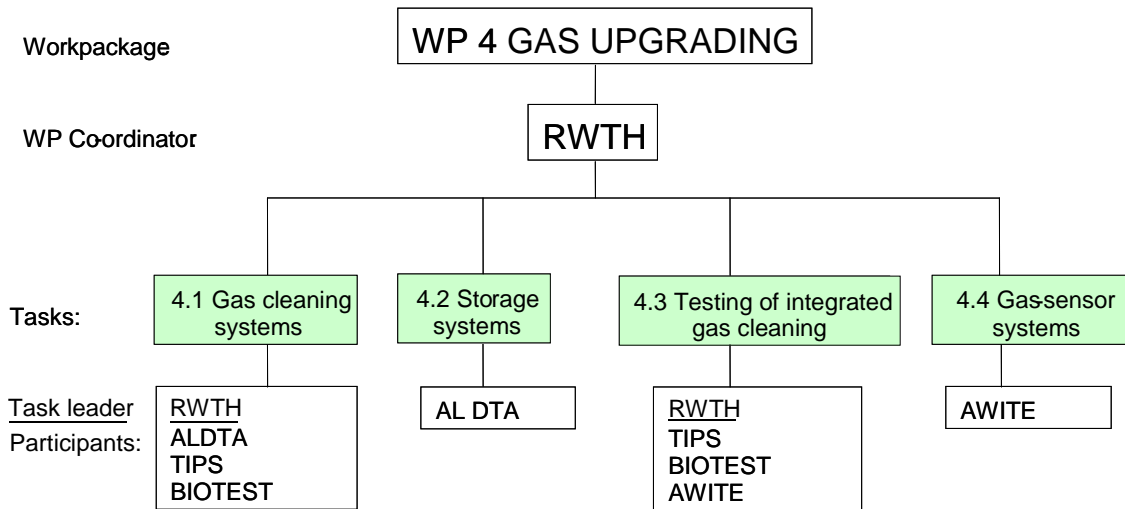 Workpackage
WP 4 GAS UPGRADING
WP Co-ordinator
RWTH
Tasks:
4.1 Gas cleaning
systems
4.2 Storage
systems
4.3 Testing of integrated
gas cleaning
4.4 Gas-sensor
systems
Task leader
Participants:
RWTH
ALDTA
TIPS
BIOTEST
AL DTA
RWTH
TIPS
BIOTEST
AWITE
AWITE